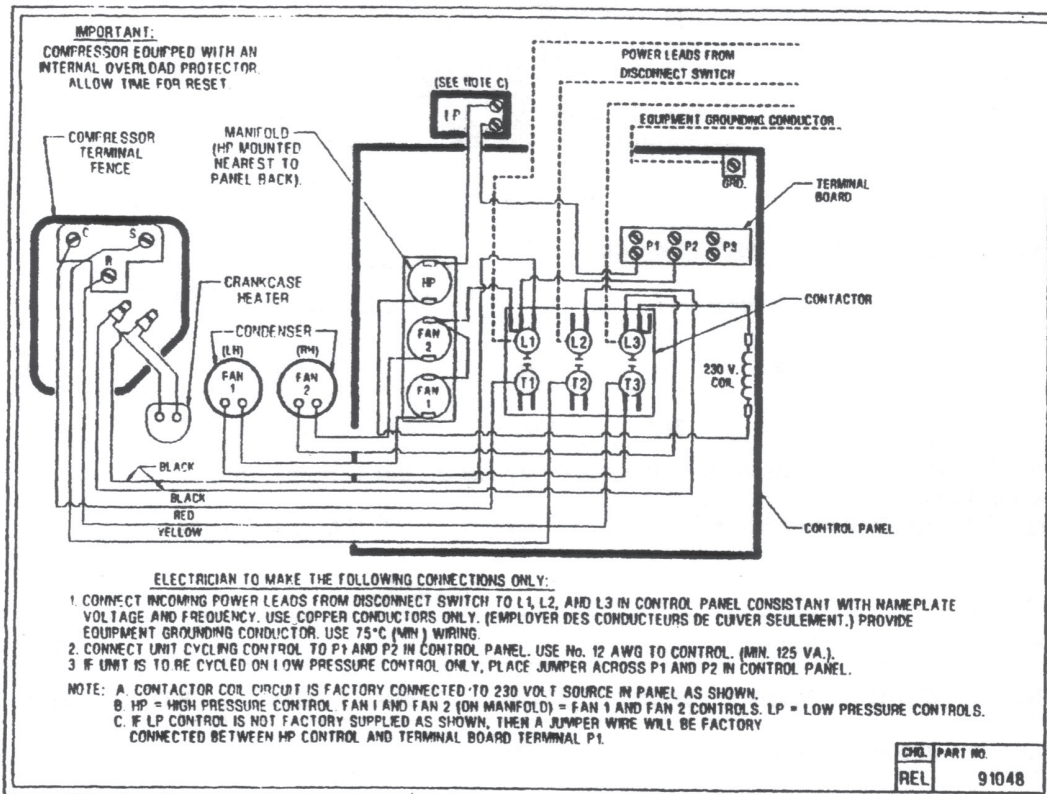 IMPORTANT:
COMPRESSOR EQUIPPED WITH AN
INTERNAL OVERLOAD PROTECTOR.
ALLOW TIME FOR RESET.
POWER LEADS FROM
DISCONNECT SWITCH
(SEE NOTE C)
LP
EQUIPMENT GROUNDING CONDUCTOR
COMPRESSOR
TERMINAL
FENCE
MANIFOLD
(HP MOUNTED
NEAREST TO
PANEL BACK).
GRD.
TERMINAL
BOARD
C
S
R
P1
P2
P3
CRANKCASE
HEATER
HP
CONTACTOR
CONDENSER
(LH)
(RH)
FAN
1
FAN
2
FAN
2
FAN
1
L1
L2
L3
T1
T2
T3
230 V.
COIL
BLACK
BLACK
RED
YELLOW
CONTROL PANEL
ELECTRICIAN TO MAKE THE FOLLOWING CONNECTIONS ONLY:
1. CONNECT INCOMING POWER LEADS FROM DISCONNECT SWITCH TO L1, L2, AND L3 IN CONTROL PANEL CONSISTANT WITH NAMEPLATE
VOLTAGE AND FREQUENCY. USE COPPER CONDUCTORS ONLY. (EMPLOYER DES CONDUCTEURS DE CUIVER SEULEMENT.) PROVIDE
EQUIPMENT GROUNDING CONDUCTOR. USE 75°C (MIN) WIRING.
2. CONNECT UNIT CYCLING CONTROL TO P1 AND P2 IN CONTROL PANEL. USE No. 12 AWG TO CONTROL. (MIN. 125 VA.).
3 IF UNIT IS TO BE CYCLED ON LOW PRESSURE CONTROL ONLY, PLACE JUMPER ACROSS P1 AND P2 IN CONTROL PANEL.
NOTE: A. CONTACTOR COIL CIRCUIT IS FACTORY CONNECTED TO 230 VOLT SOURCE IN PANEL AS SHOWN.
B. HP = HIGH PRESSURE CONTROL. FAN 1 AND FAN 2 (ON MANIFOLD) = FAN 1 AND FAN 2 CONTROLS. LP = LOW PRESSURE CONTROLS.
C. IF LP CONTROL IS NOT FACTORY SUPPLIED AS SHOWN, THEN A JUMPER WIRE WILL BE FACTORY
CONNECTED BETWEEN HP CONTROL AND TERMINAL BOARD TERMINAL P1.
CHG. PART NO.
REL 91048